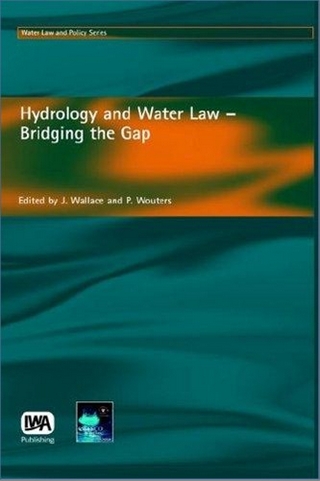 Water Law and Policy Series
Hydrology and Water Law –
Bridging the Gap
Edited by J. Wallace and P. Wouters
IWA
Publishing